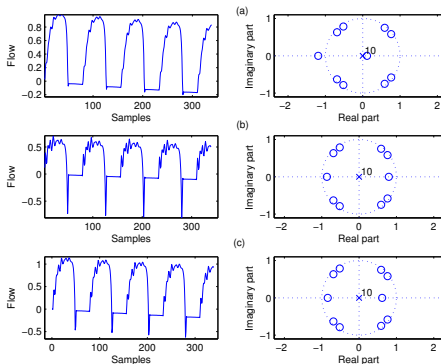 (a)
Flow
0.8
0.6
0.4
0.2
0
-0.2
100 200 300
Samples
Imaginary part
1
0
-1
10
-2 -1 0 1 2
Real part
(b)
Flow
0.5
0
-0.5
100 200 300
Samples
Imaginary part
1
0
-1
10
-2 -1 0 1 2
Real part
(c)
Flow
1
0.5
0
-0.5
0 100 200 300
Samples
Imaginary part
1
0
-1
10
-2 -1 0 1 2
Real part